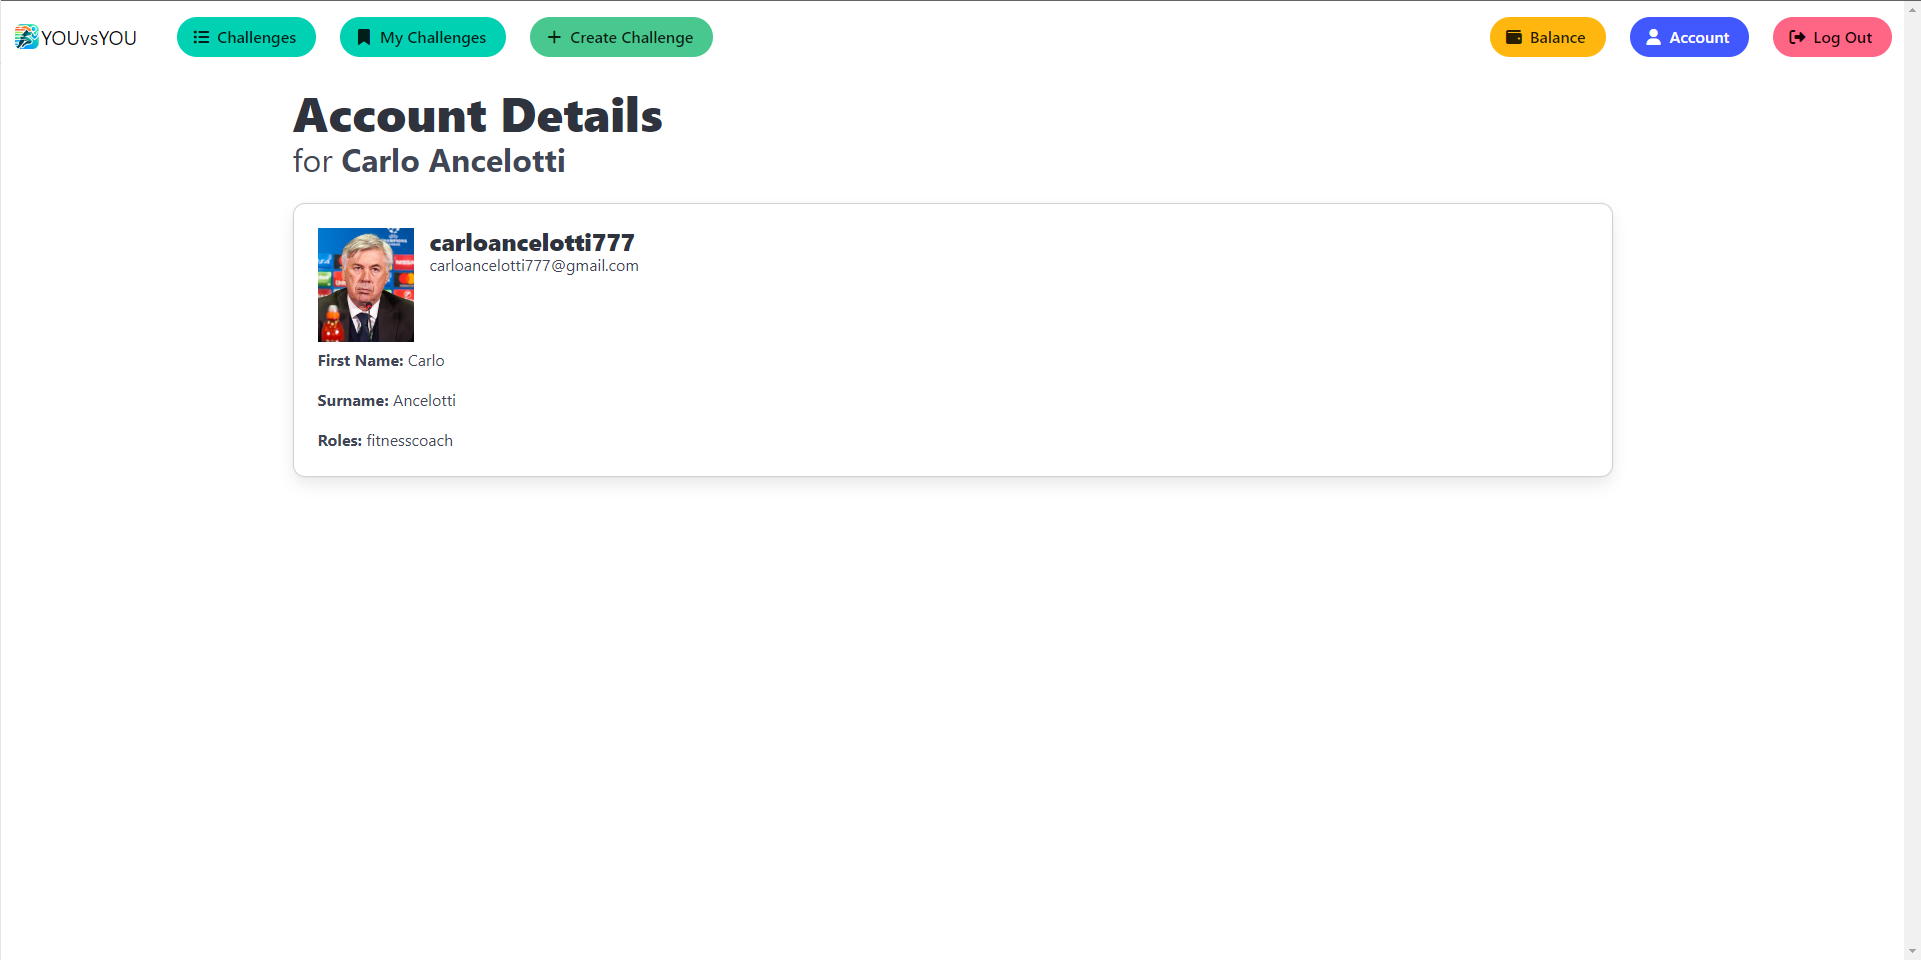 YOUvsYOU
Challenges
My Challenges
Create Challenge
Balance
Account
Log Out
Account Details
for Carlo Ancelotti
carloancelotti777
carloancelotti777@gmail.com
First Name: Carlo
Surname: Ancelotti
Roles: fitnesscoach